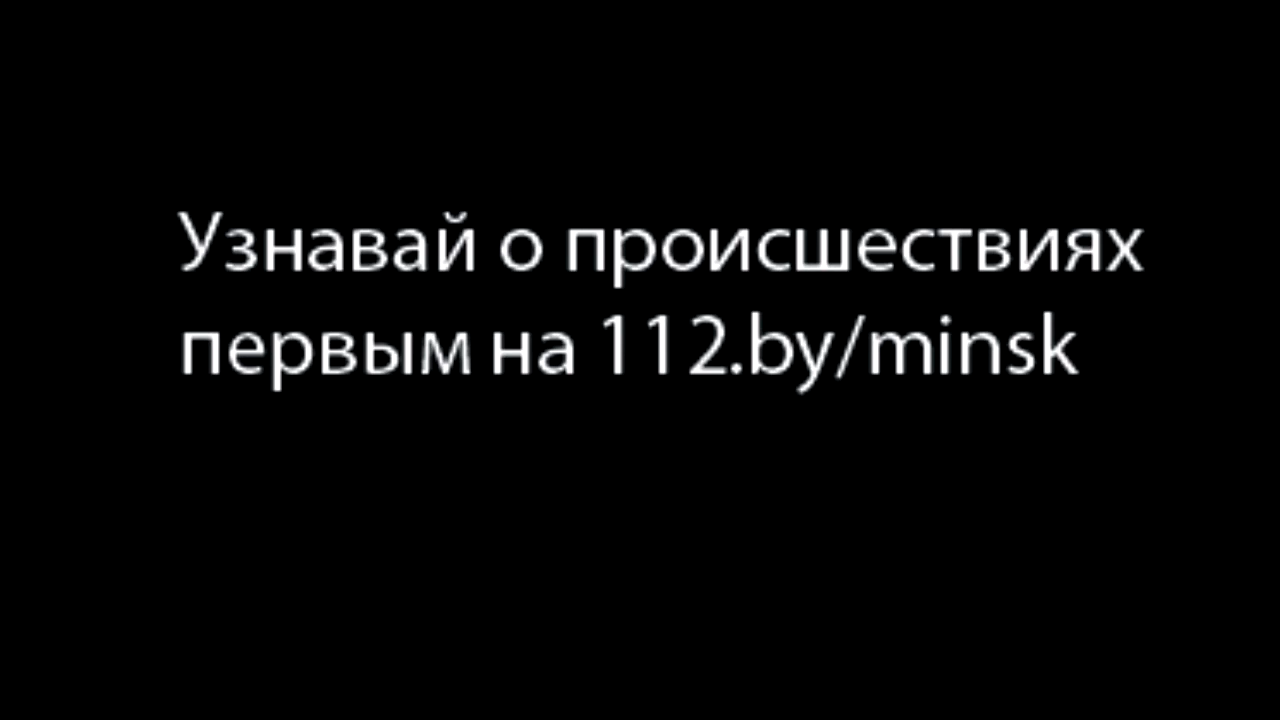 Узнавай о происшествиях
первым на 112.by/minsk